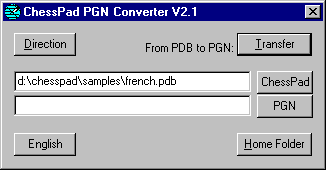 ChessPad PGN Converter V2.1
Direction From PDB to PGN: Transfer
d:\chesspad\samples\french.pdb ChessPad
PGN
English Home Folder